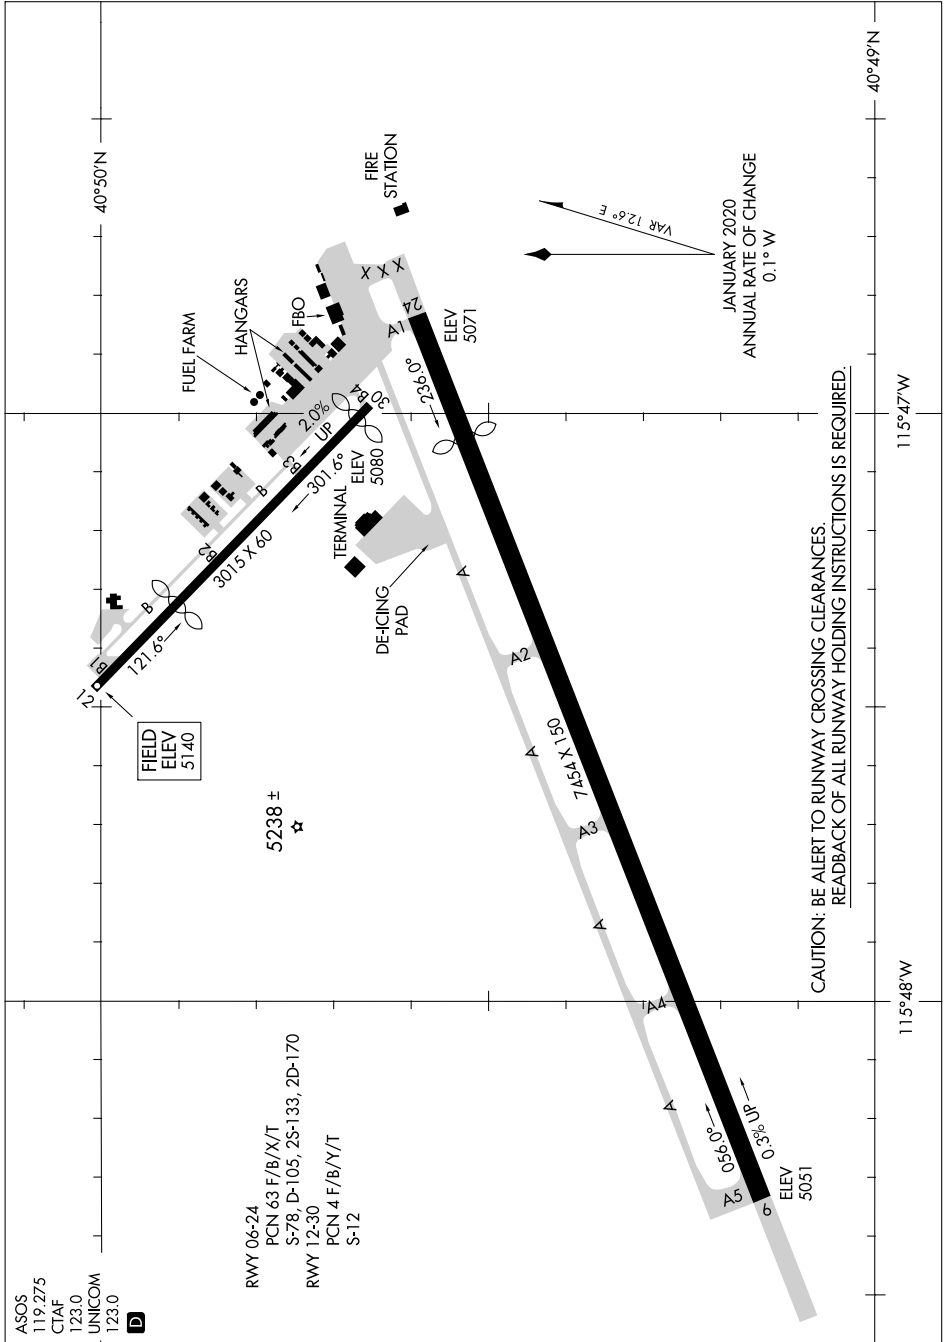 ASOS
119.275
CTAF
123.0
UNICOM
123.0
D
RWY 06-24
PCN 63 F/B/X/T
S-78, D-105, 2S-133, 2D-170
RWY 12-30
PCN 4 F/B/Y/T
S-12
40°50'N
40°49'N
115°47'W
115°48'W
FIRE
STATION
FUEL FARM
HANGARS
FBO
VAR 12.6° E
JANUARY 2020
ANNUAL RATE OF CHANGE
0.1° W
X
X
X
24
A1
ELEV
5071
236.0°
B4
30
2.0%
UP
B3
301.6°
ELEV
5080
B
B2
3015 X 60
B
B1
121.6°
12
FIELD
ELEV
5140
TERMINAL
DE-ICING
PAD
5238 ±
A
A2
A
7454 X 150
A3
A
A4
A
A5
056.0°
0.3% UP
6
ELEV
5051
CAUTION: BE ALERT TO RUNWAY CROSSING CLEARANCES.
READBACK OF ALL RUNWAY HOLDING INSTRUCTIONS IS REQUIRED.